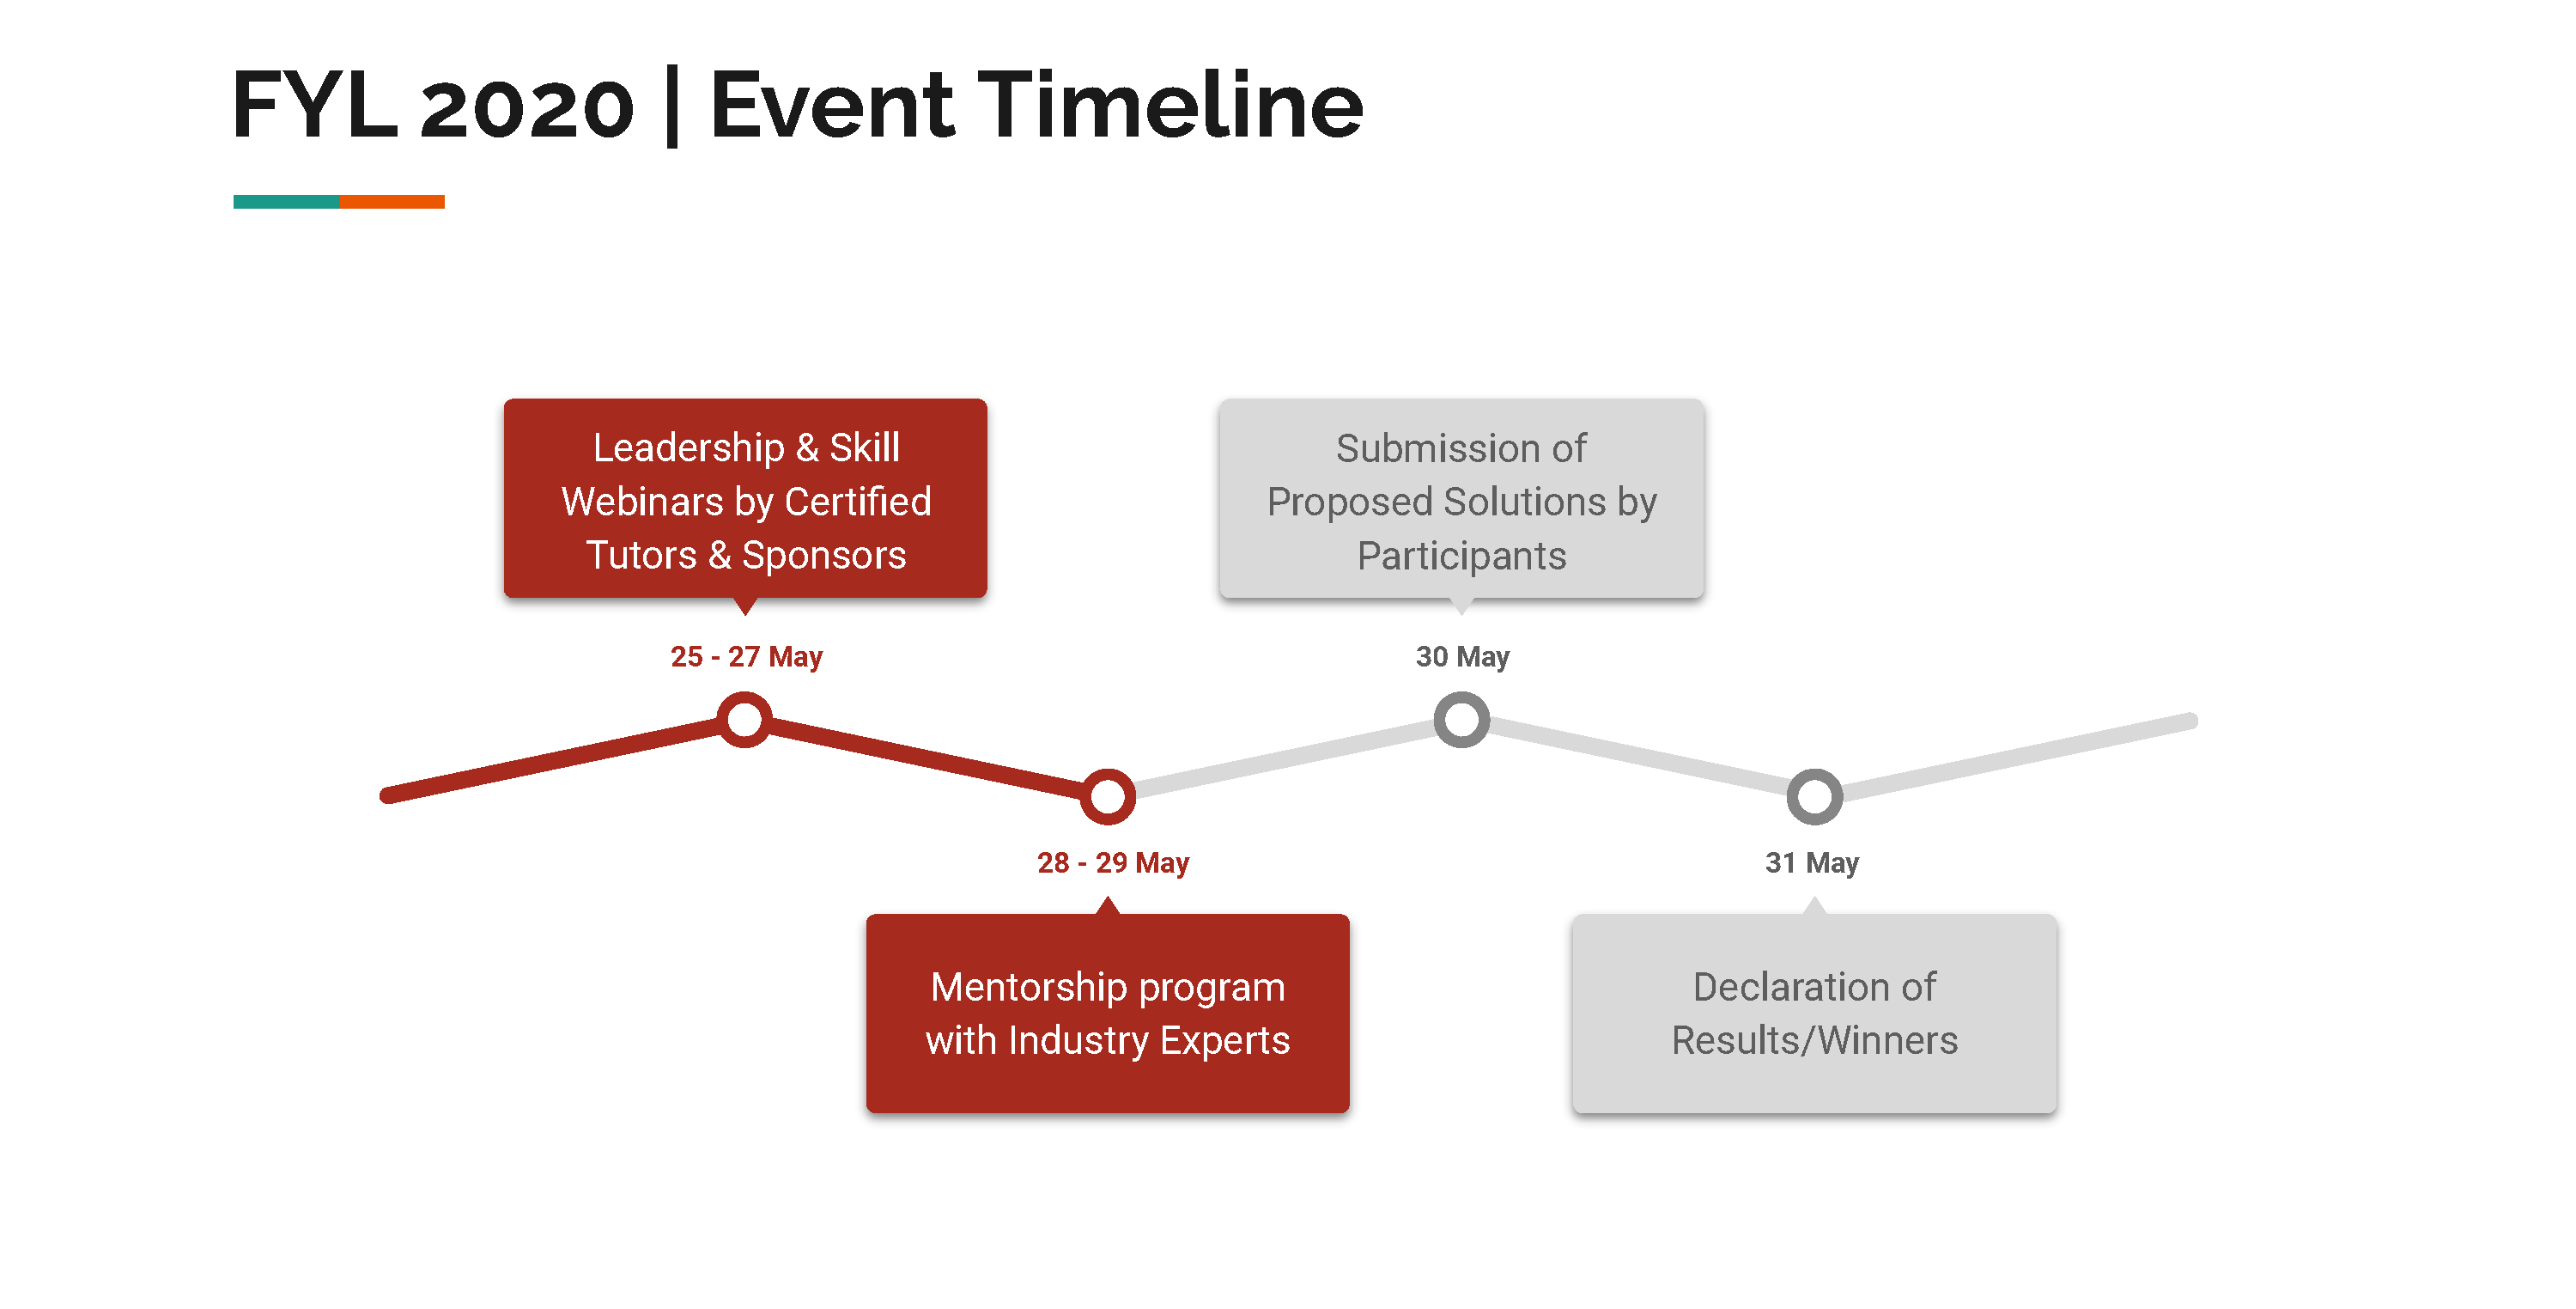 FYL 2020 | Event Timeline
Leadership & Skill
Webinars by Certified
Tutors & Sponsors
25 - 27 May
28 - 29 May
Mentorship program
with Industry Experts
Submission of
Proposed Solutions by
Participants
30 May
31 May
Declaration of
Results/Winners